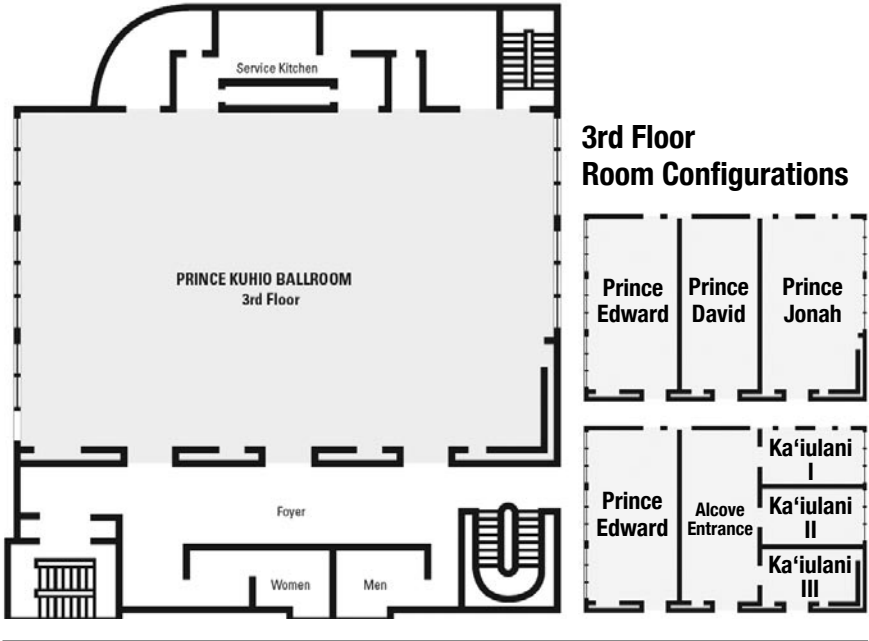 Service Kitchen
PRINCE KUHIO BALLROOM
3rd Floor
Foyer
Women
Men
3rd Floor
Room Configurations
Prince
Edward
Prince
David
Prince
Jonah
Prince
Edward
Alcove
Entrance
Ka‘iulani
I
Ka‘iulani
II
Ka‘iulani
III